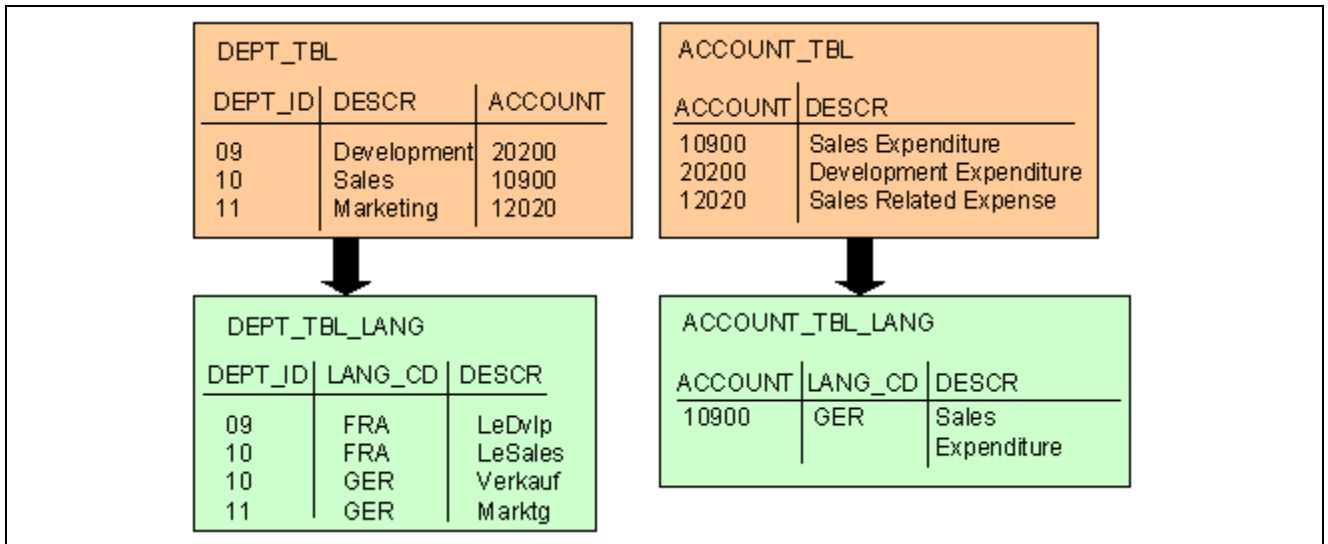 DEPT_TBL
DEPT_ID DESCR ACCOUNT
09 Development 20200
10 Sales 10900
11 Marketing 12020
ACCOUNT_TBL
ACCOUNT DESCR
10900 Sales Expenditure
20200 Development Expenditure
12020 Sales Related Expense
DEPT_TBL_LANG
DEPT_ID LANG_CD DESCR
09 FRA LeDvlp
10 FRA LeSales
10 GER Verkauf
11 GER Marktg
ACCOUNT_TBL_LANG
ACCOUNT LANG_CD DESCR
10900 GER Sales
Expenditure